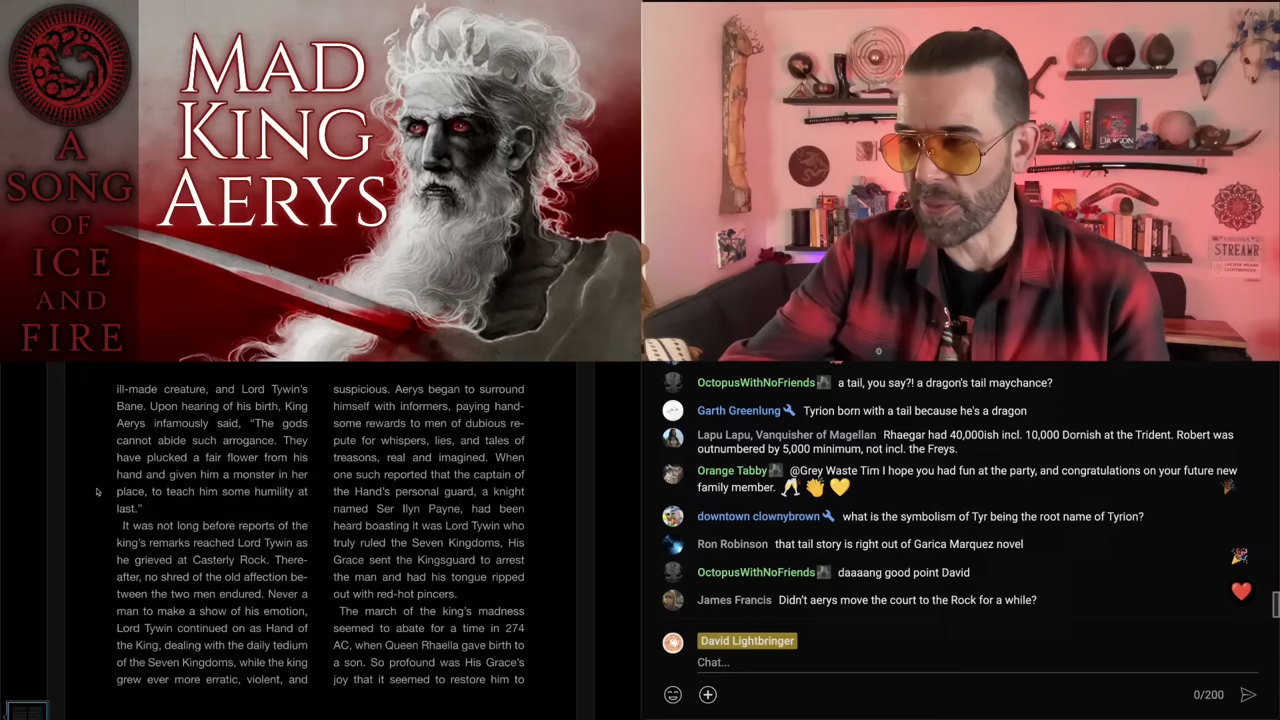 A
SONG
OF
ICE
AND
FIRE
MAD
KING
AERYS
DRAGON
STREAWR
ill-made creature, and Lord Tywin's
Bane. Upon hearing of his birth, King
Aerys infamously said, “The gods
cannot abide such arrogance. They
have plucked a fair flower from his
hand and given him a monster in her
place, to teach him some humility at
last.”
It was not long before reports of the
king's remarks reached Lord Tywin as
he grieved at Casterly Rock. There-
after, no shred of the old affection be-
tween the two men endured. Never a
man to make a show of his emotion,
Lord Tywin continued on as Hand of
the King, dealing with the daily tedium
of the Seven Kingdoms, while the king
grew ever more erratic, violent, and
suspicious. Aerys began to surround
himself with informers, paying hand-
some rewards to men of dubious re-
pute for whispers, lies, and tales of
treasons, real and imagined. When
one such reported that the captain of
the Hand's personal guard, a knight
named Ser Ilyn Payne, had been
heard boasting it was Lord Tywin who
truly ruled the Seven Kingdoms, His
Grace sent the Kingsguard to arrest
the man and had his tongue ripped
out with red-hot pincers.
The march of the king's madness
seemed to abate for a time in 274
AC, when Queen Rhaella gave birth to
a son. So profound was His Grace's
joy that it seemed to restore him to
OctopusWithNoFriends a tail, you say?! a dragon's tail maychance?
Garth Greenlung Tyrion born with a tail because he's a dragon
Lapu Lapu, Vanquisher of Magellan Rhaegar had 40,000ish incl. 10,000 Dornish at the Trident. Robert was
outnumbered by 5,000 minimum, not incl. the Freys.
Orange Tabby @Grey Waste Tim I hope you had fun at the party, and congratulations on your future new
family member. 🥂👏💛
downtown clownybrown what is the symbolism of Tyr being the root name of Tyrion?
Ron Robinson that tail story is right out of Garica Marquez novel
OctopusWithNoFriends daaaang good point David
James Francis Didn't aerys move the court to the Rock for a while?
David Lightbringer
Chat...
0/200